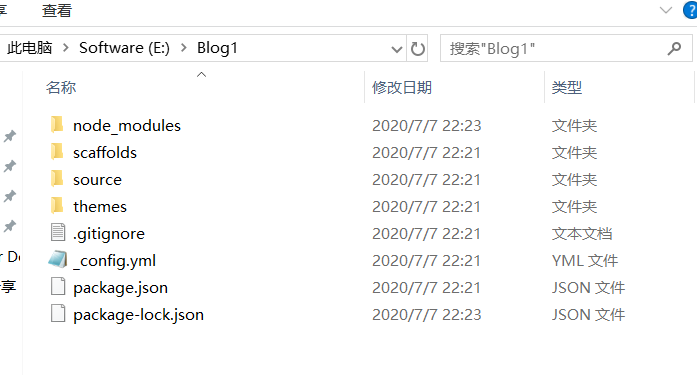 享 查看
此电脑 > Software (E:) > Blog1 搜索"Blog1"
名称 修改日期 类型
node_modules 2020/7/7 22:23 文件夹
scaffolds 2020/7/7 22:21 文件夹
source 2020/7/7 22:21 文件夹
themes 2020/7/7 22:21 文件夹
.gitignore 2020/7/7 22:21 文本文档
r De _config.yml 2020/7/7 22:21 YML 文件
享 package.json 2020/7/7 22:21 JSON 文件
package-lock.json 2020/7/7 22:23 JSON 文件